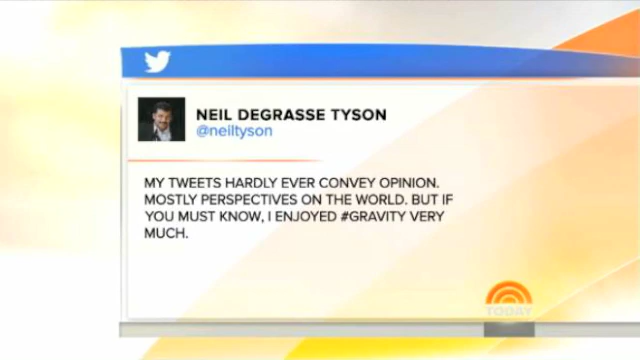 NEIL DEGRASSE TYSON
@neiltyson
MY TWEETS HARDLY EVER CONVEY OPINION.
MOSTLY PERSPECTIVES ON THE WORLD. BUT IF
YOU MUST KNOW, I ENJOYED #GRAVITY VERY
MUCH.
TODAY